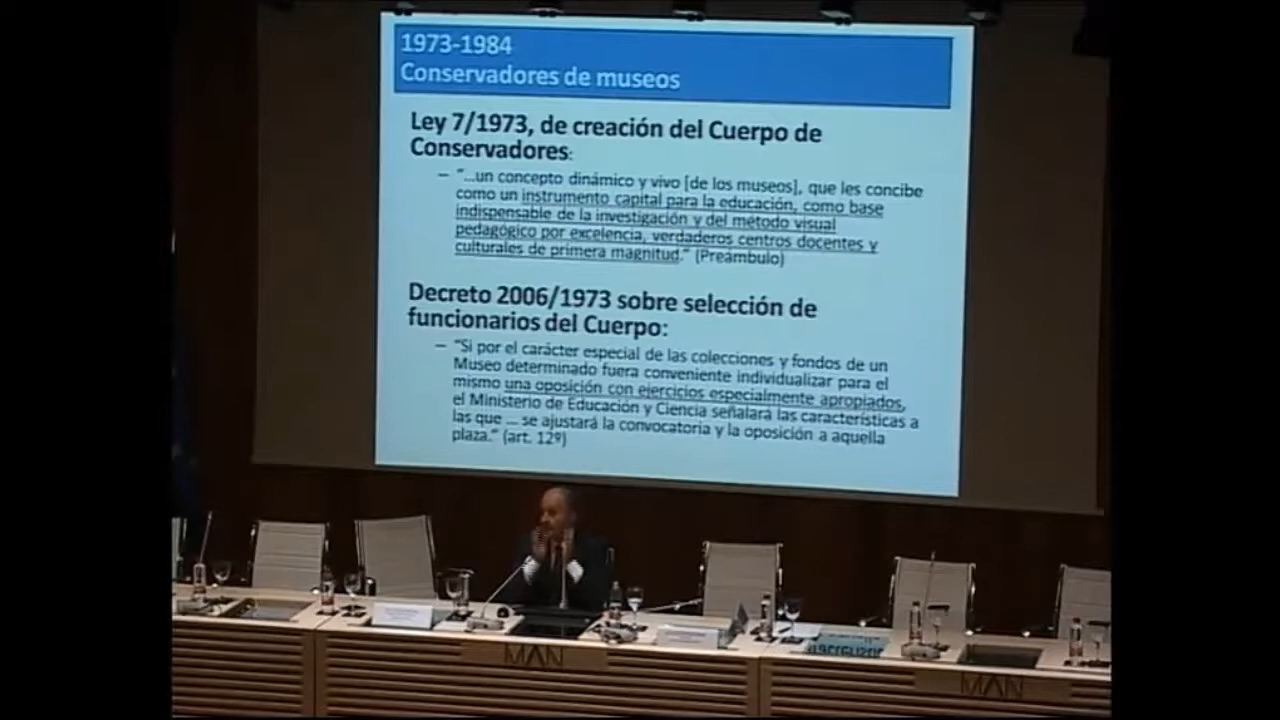 1973-1984
Conservadores de museos
Ley 7/1973, de creación del Cuerpo de
Conservadores:
– “...un concepto dinámico y vivo [de los museos], que les concibe
como un instrumento capital para la educación, como base
indispensable de la investigación y del método visual
pedagógico por excelencia, verdaderos centros docentes y
culturales de primera magnitud.” (Preámbulo)
Decreto 2006/1973 sobre selección de
funcionarios del Cuerpo:
– “Si por el carácter especial de las colecciones y fondos de un
Museo determinado fuera conveniente individualizar para el
mismo una oposición con ejercicios especialmente apropiados,
el Ministerio de Educación y Ciencia señalará las características a
las que ... se ajustará la convocatoria y la oposición a aquella
plaza.” (art. 12º)
MAN
MAN